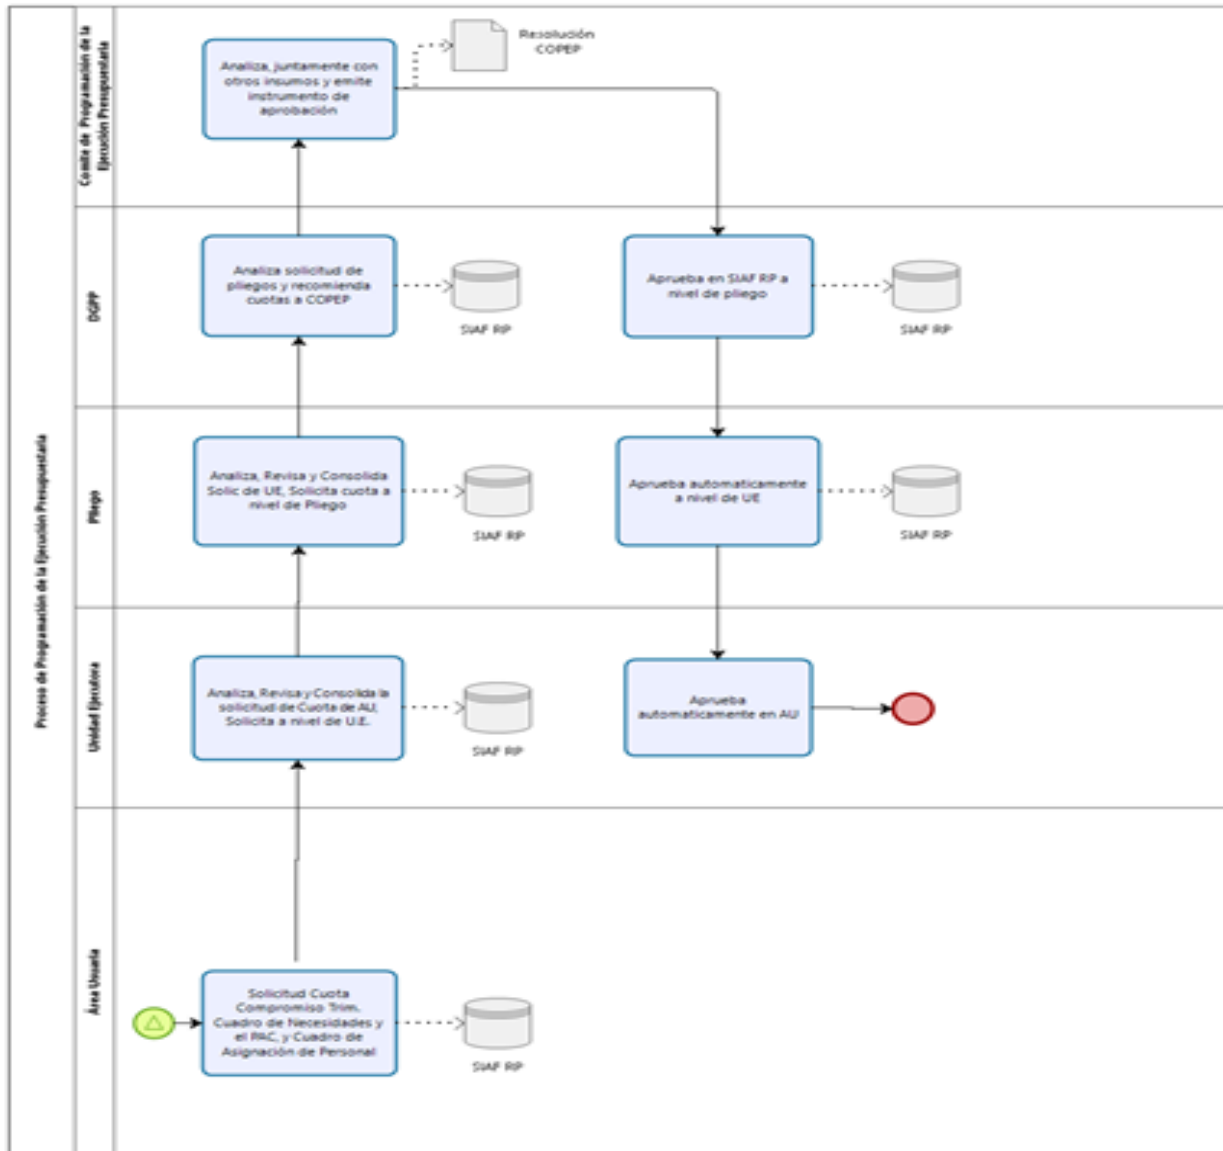 Proceso de Programación de la Ejecución Presupuestaria
Comite de Programación de la
Ejecución Presupuestaria
Analiza, juntamente con
otros insumos y emite
instrumento de
aprobación
Resolución
COPEP
DGPP
Analiza solicitud de
pliegos y recomienda
cuotas a COPEP
SIAF RP
Aprueba en SIAF RP a
nivel de pliego
SIAF RP
Pliego
Analiza, Revisa y Consolida
Solic de UE, Solicita cuota a
nivel de Pliego
SIAF RP
Aprueba automaticamente
a nivel de UE
SIAF RP
Unidad Ejecutora
Analiza, Revisa y Consolida la
solicitud de Cuota de AU,
Solicita a nivel de U.E.
SIAF RP
Aprueba
automaticamente en AU
Área Usuaria
Solicitud Cuota
Compromiso Trim.
Cuadro de Necesidades y
el PAC, y Cuadro de
Asignación de Personal
SIAF RP